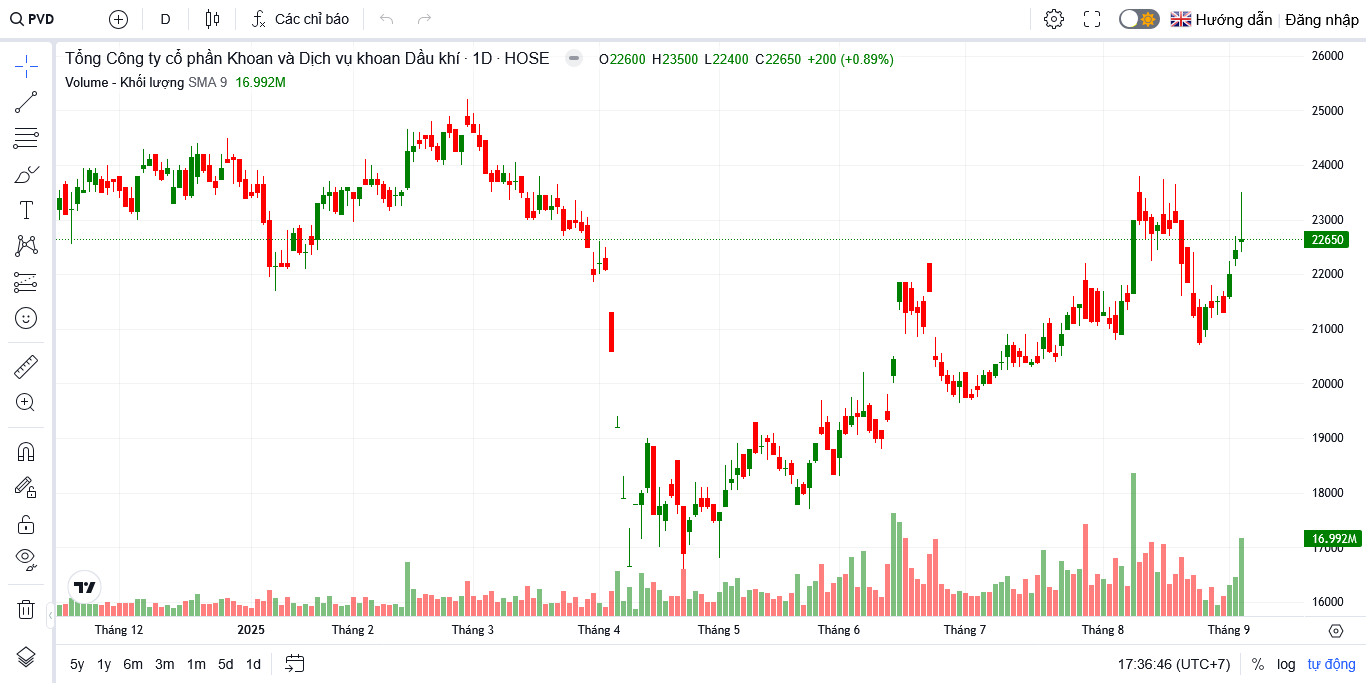 PVD
D
Các chỉ báo
Hướng dẫn
Đăng nhập
Tổng Công ty cổ phần Khoan và Dịch vụ khoan Dầu khí · 1D · HOSE
O22600 H23500 L22400 C22650 +200 (+0.89%)
Volume - Khối lượng SMA 9 16.992M
26000
25000
24000
23000
22650
22000
21000
20000
19000
18000
16.992M
17000
16000
Tháng 12 2025 Tháng 2 Tháng 3 Tháng 4 Tháng 5 Tháng 6 Tháng 7 Tháng 8 Tháng 9
5y 1y 6m 3m 1m 5d 1d
17:36:46 (UTC+7) % log tự động